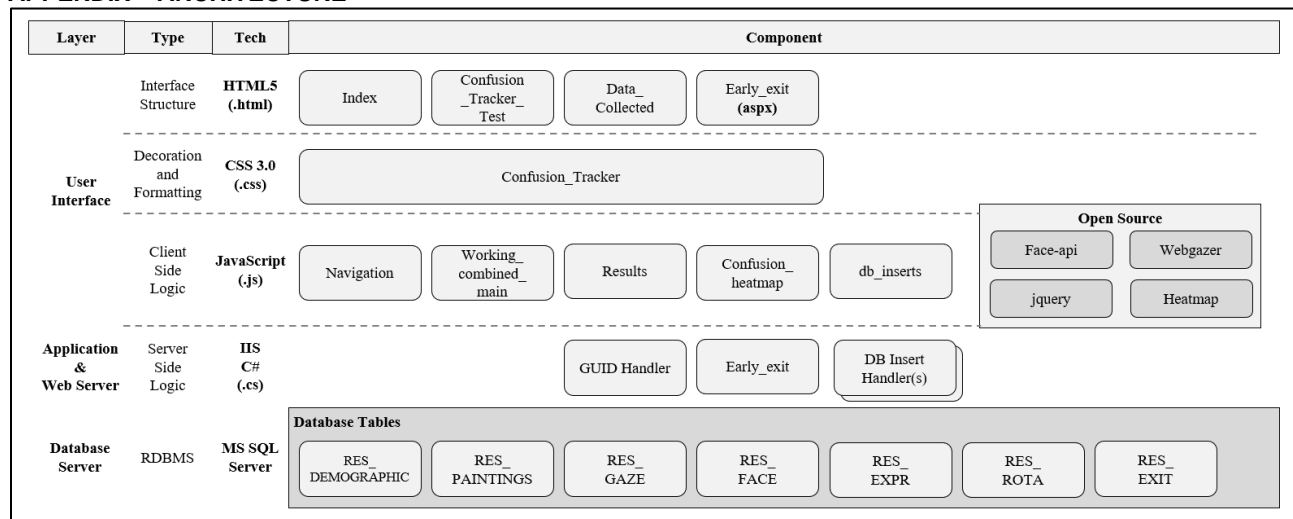 Layer Type Tech Component
Interface
Structure
HTML5
(.html)
Index
Confusion
_Tracker_
Test
Data_
Collected
Early_exit
(aspx)
User
Interface
Decoration
and
Formatting
CSS 3.0
(.css)
Confusion_Tracker
Client
Side
Logic
JavaScript
(.js)
Navigation
Working_
combined_
main
Results
Confusion_
heatmap
db_inserts
Open Source
Face-api
Webgazer
jquery
Heatmap
Application
&
Web Server
Server
Side
Logic
IIS
C#
(.cs)
GUID Handler
Early_exit
DB Insert
Handler(s)
Database
Server
RDBMS
MS SQL
Server
Database Tables
RES_
DEMOGRAPHIC
RES_
PAINTINGS
RES_
GAZE
RES_
FACE
RES_
EXPR
RES_
ROTA
RES_
EXIT